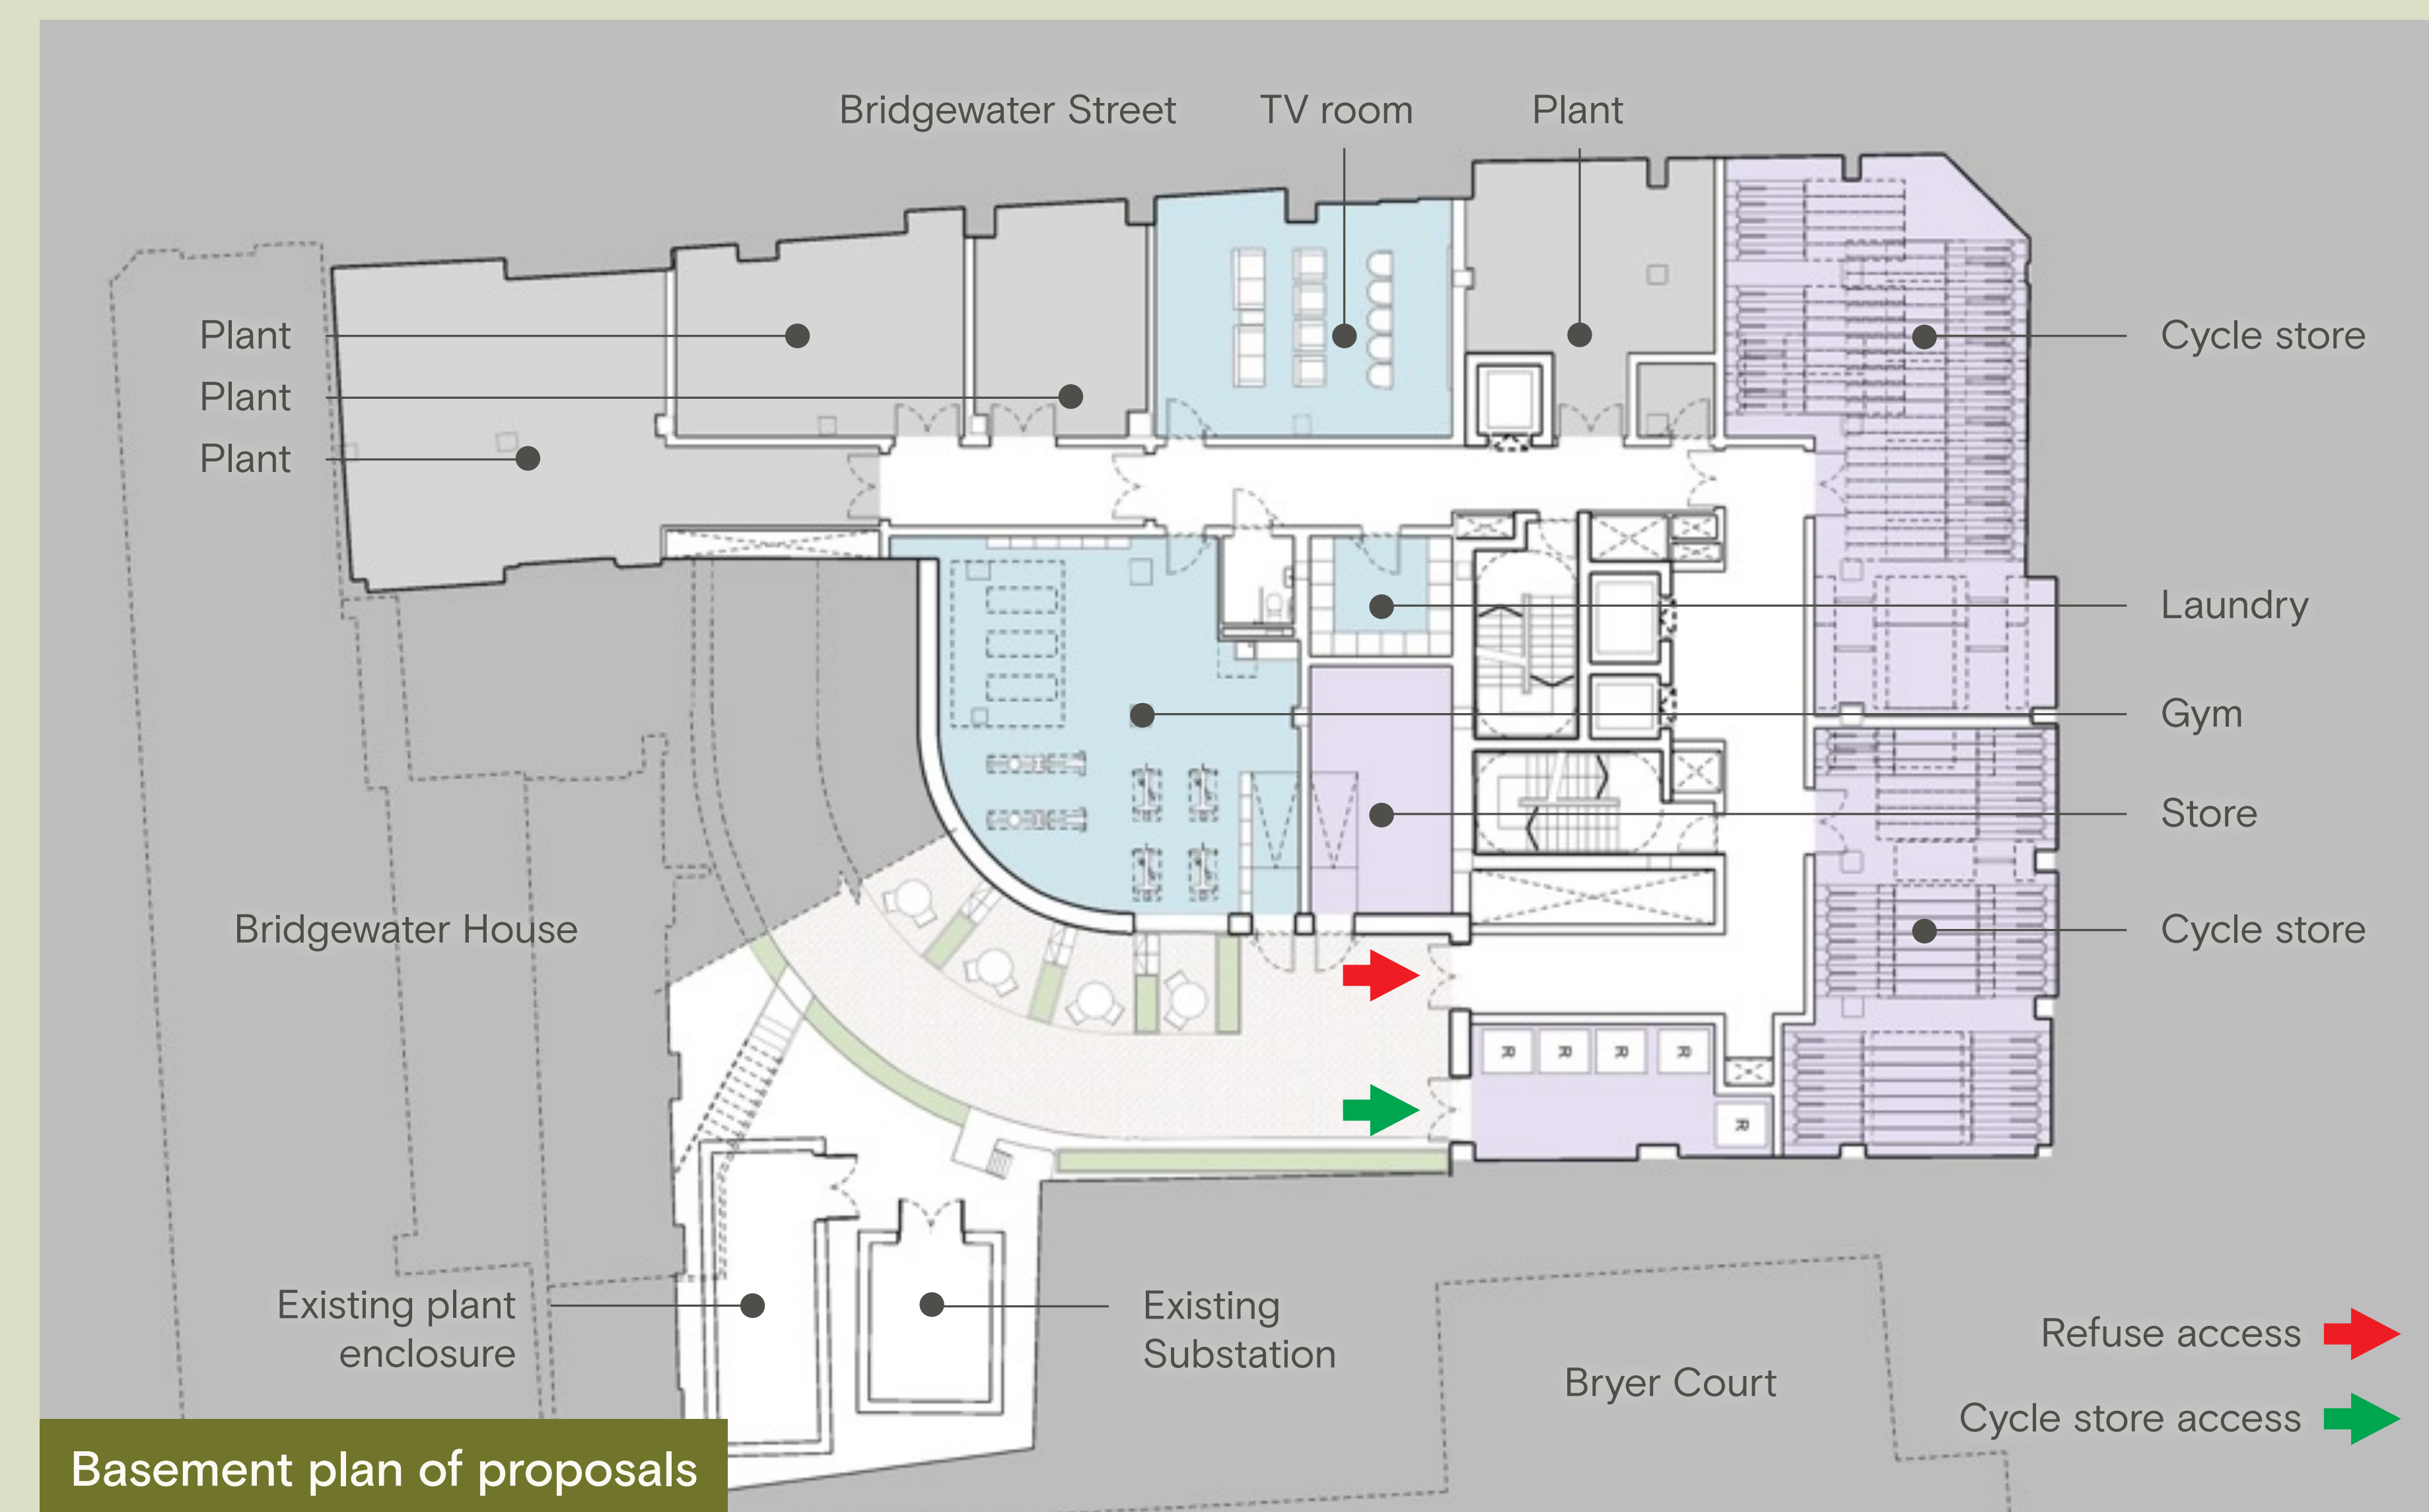 Bridgewater Street
TV room
Plant
Plant
Plant
Plant
Cycle store
Laundry
Gym
Store
Cycle store
Bridgewater House
R
R
R
R
R
Existing plant
enclosure
Existing
Substation
Bryer Court
Refuse access
Cycle store access
Basement plan of proposals